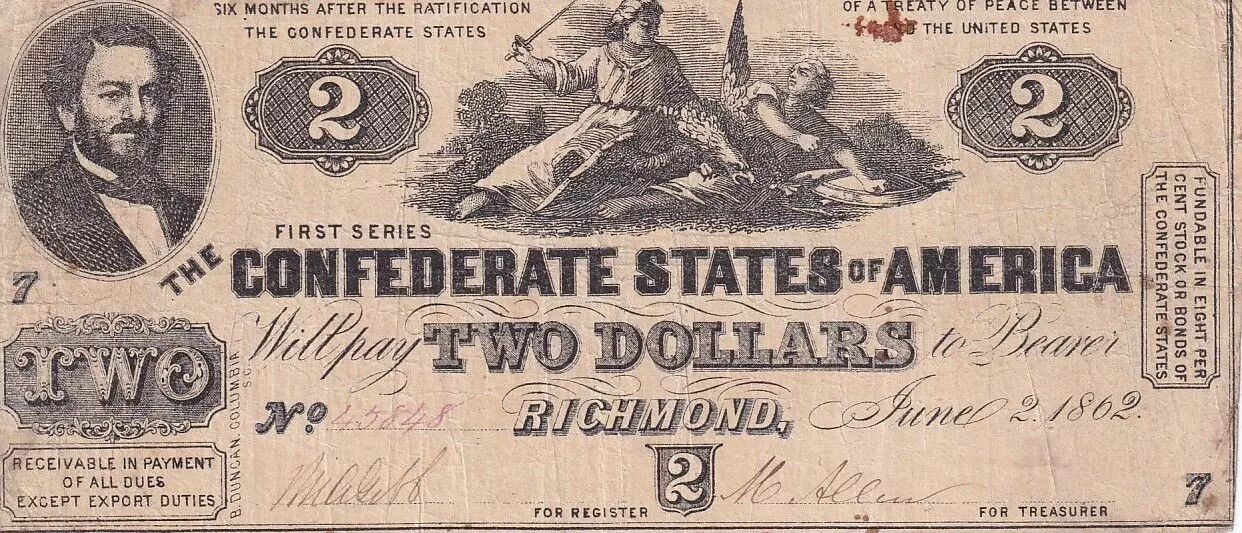 SIX MONTHS AFTER THE RATIFICATION
THE CONFEDERATE STATES
OF A TREATY OF PEACE BETWEEN
THE UNITED STATES
2
2
FUNDABLE IN EIGHT PER
CENT STOCK OR BONDS OF
THE CONFEDERATE STATES
FIRST SERIES
THE CONFEDERATE STATES OF AMERICA
7
Will pay TWO DOLLARS to Bearer
TWO
B. DUNCAN. COLUMBIA S.C.
No 45848 RICHMOND, June 2. 1862.
RECEIVABLE IN PAYMENT
OF ALL DUES
EXCEPT EXPORT DUTIES
2
M. Allen
7
FOR REGISTER
FOR TREASURER